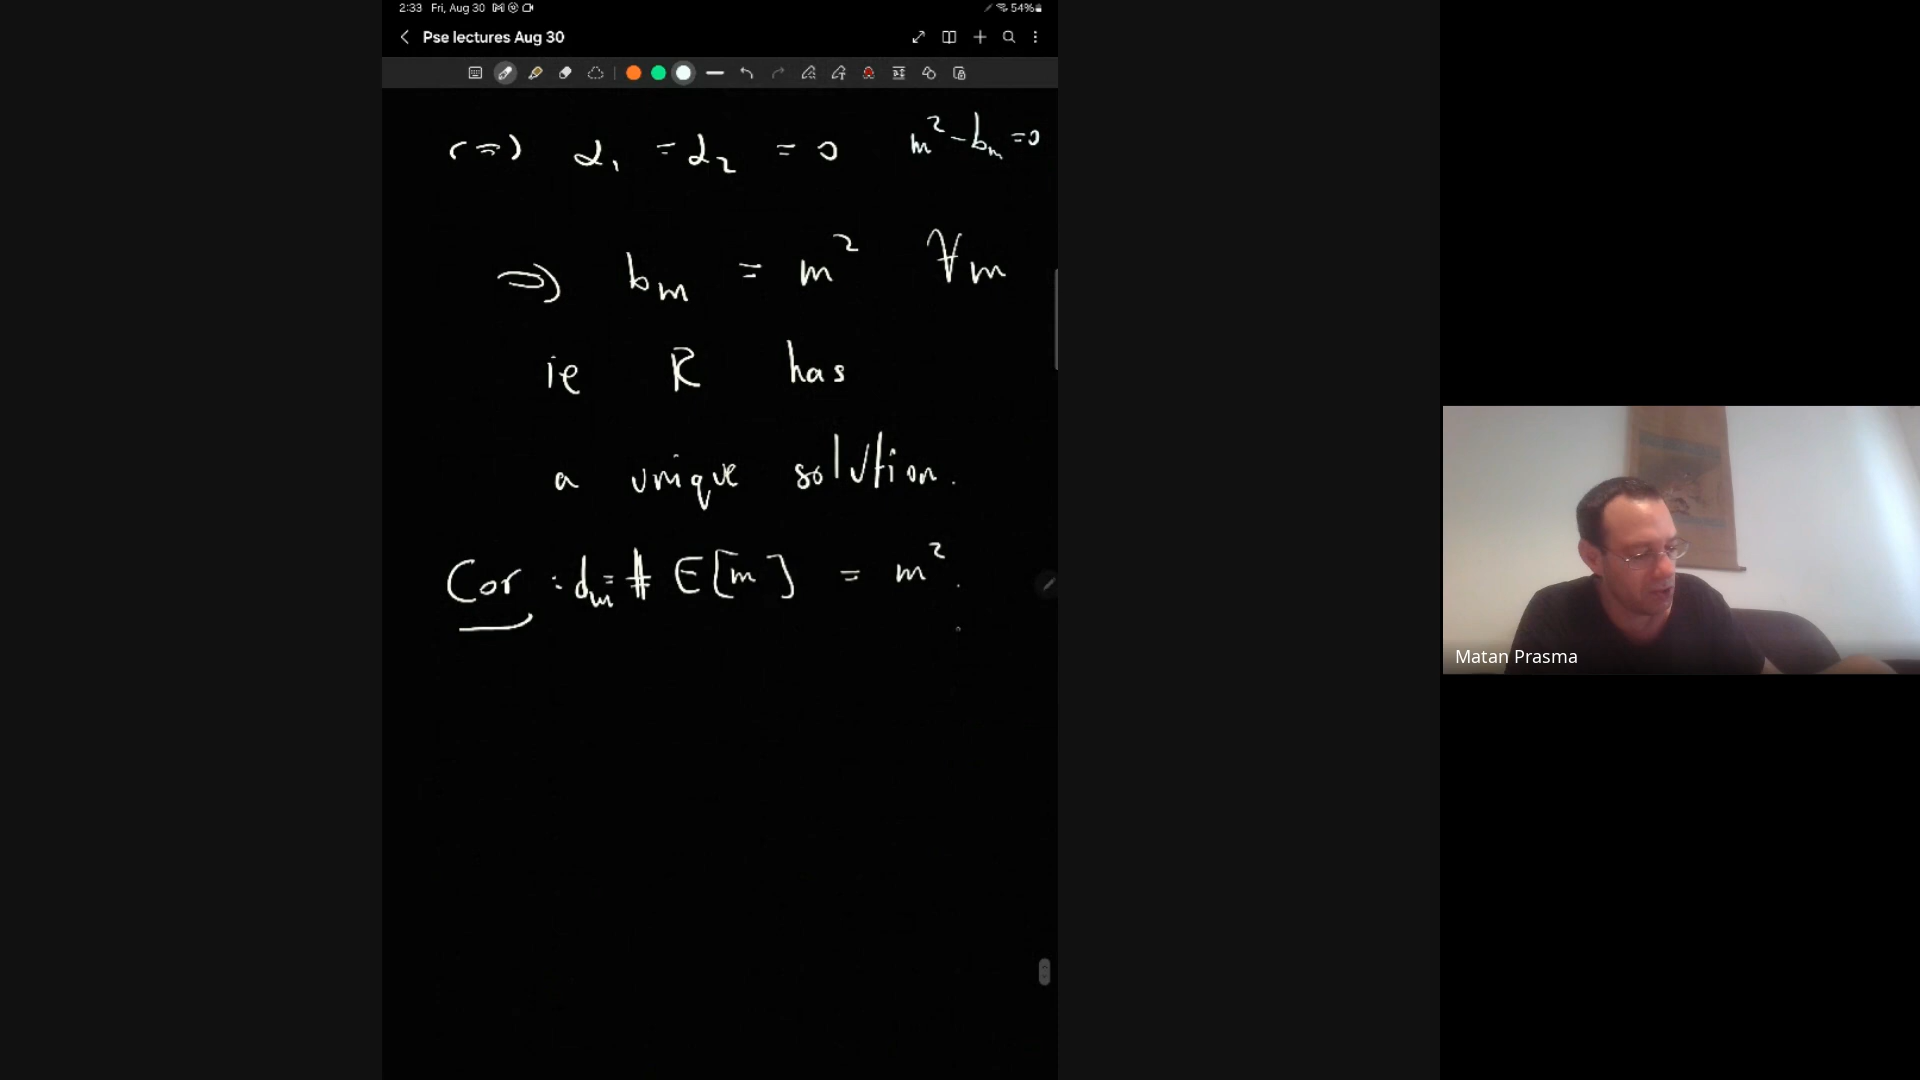 2:33 Fri, Aug 30 54%
Pse lectures Aug 30
(⇒) α₁ = α₂ = 0 m² - bₘ = 0
⇒ bₘ = m² ∀m
ie R has
a unique solution.
Cor : dₘ = # E[m] = m².
Matan Prasma